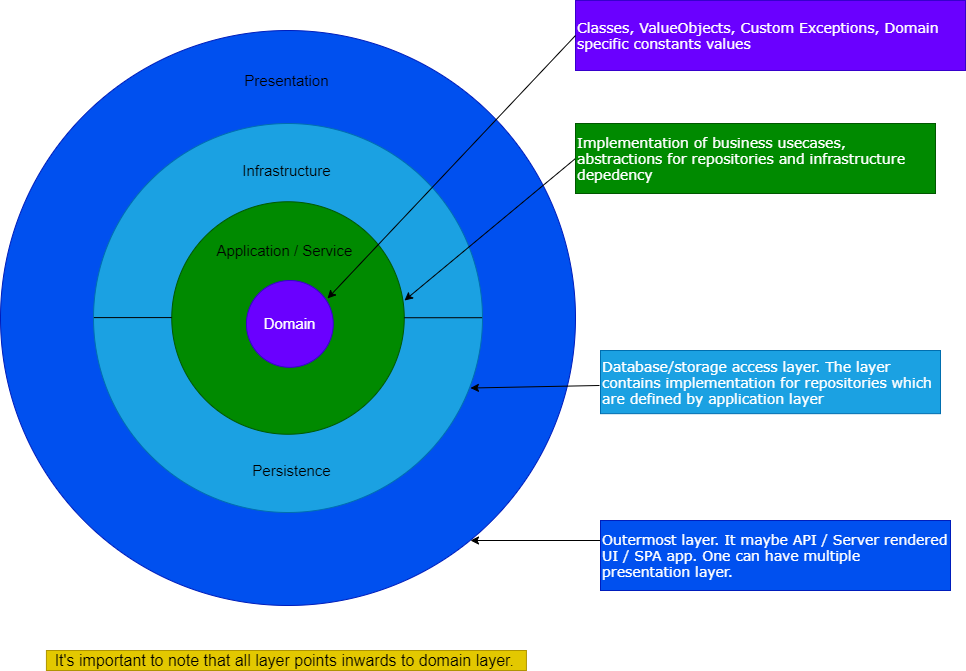 Classes, ValueObjects, Custom Exceptions, Domain
specific constants values
Presentation
Implementation of business usecases,
abstractions for repositories and infrastructure
depedency
Infrastructure
Application / Service
Domain
Database/storage access layer. The layer
contains implementation for repositories which
are defined by application layer
Persistence
Outermost layer. It maybe API / Server rendered
UI / SPA app. One can have multiple
presentation layer.
It's important to note that all layer points inwards to domain layer.